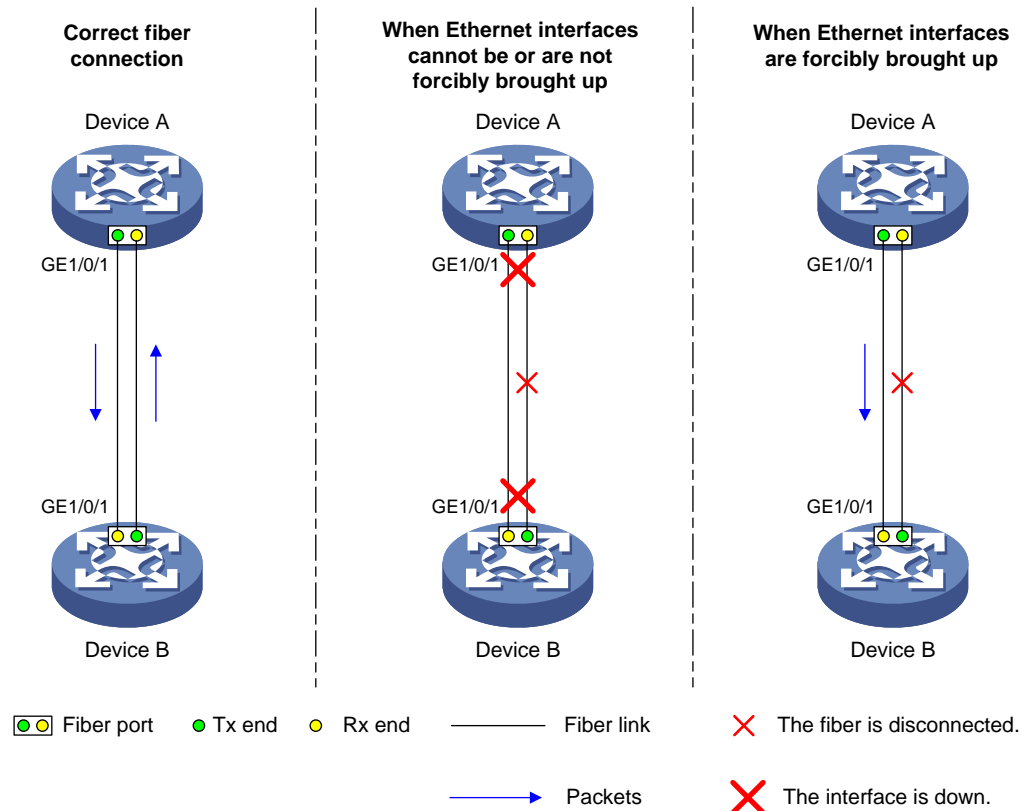 Correct fiber
connection
When Ethernet interfaces
cannot be or are not
forcibly brought up
When Ethernet interfaces
are forcibly brought up
Device A
Device A
Device A
GE1/0/1
GE1/0/1
GE1/0/1
GE1/0/1
GE1/0/1
GE1/0/1
Device B
Device B
Device B
Fiber port
Tx end
Rx end
Fiber link
The fiber is disconnected.
Packets
The interface is down.